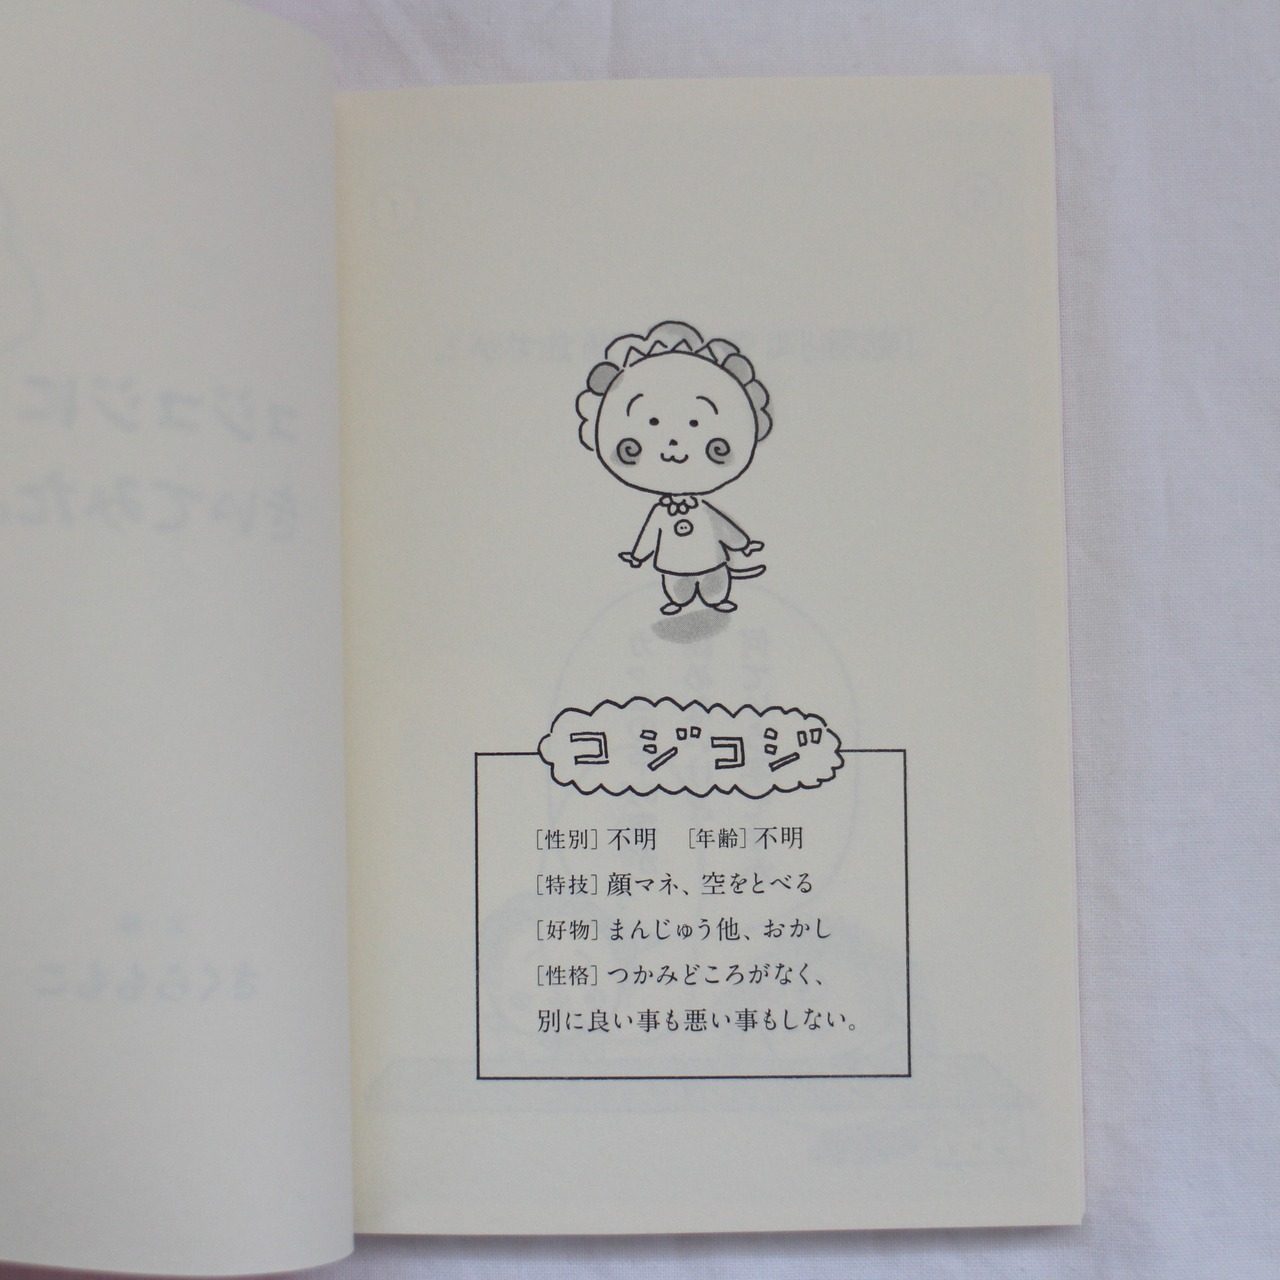 コジコジ
［性別］不明　［年齢］不明
［特技］顔マネ、空をとべる
［好物］まんじゅう他、おかし
［性格］つかみどころがなく、
別に良い事も悪い事もしない。